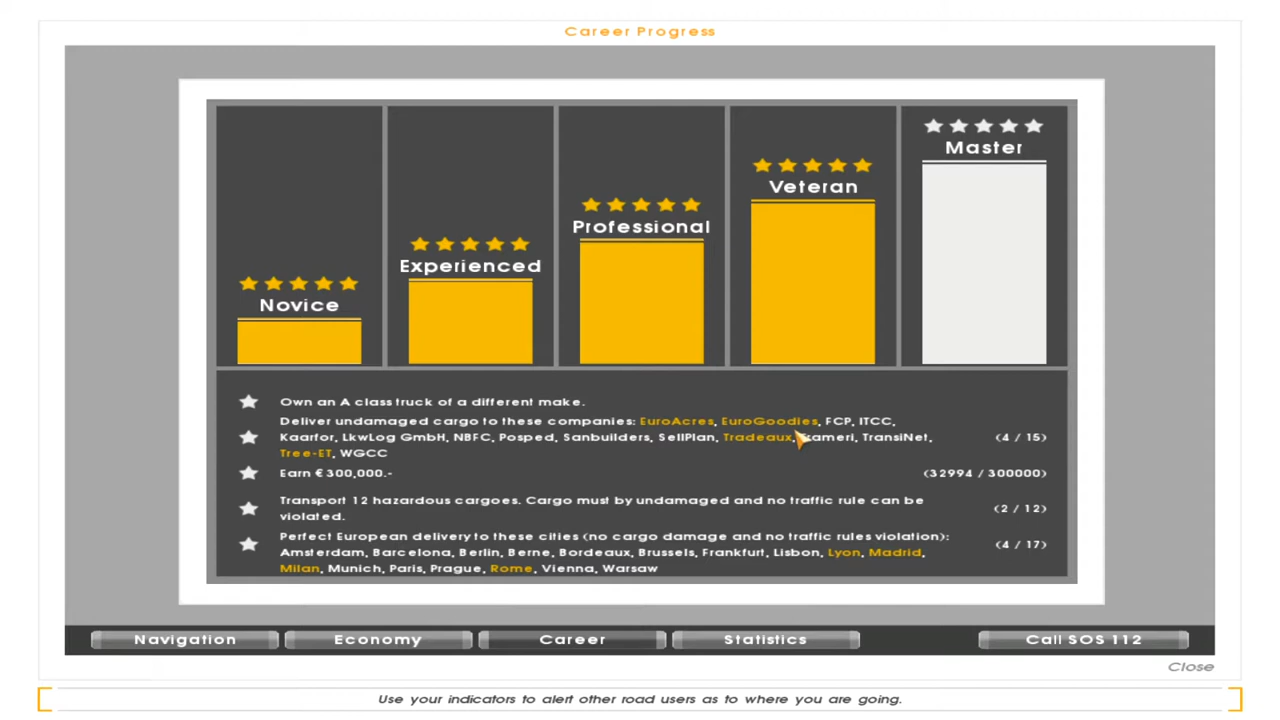 Career Progress
Master
Veteran
Professional
Experienced
Novice
Own an A class truck of a different make.
Deliver undamaged cargo to these companies: EuroAcres, EuroGoodies, FCP, ITCC,
Kaarfor, LkwLog GmbH, NBFC, Posped, Sanbuilders, SellPlan, Tradeaux, TransiNet,
(4 / 15)
Tree-ET, WGCC
Earn € 300,000.-
(32994 / 300000)
Transport 12 hazardous cargoes. Cargo must by undamaged and no traffic rule can be
violated.
(2 / 12)
Perfect European delivery to these cities (no cargo damage and no traffic rules violation):
Amsterdam, Barcelona, Berlin, Berne, Bordeaux, Brussels, Frankfurt, Lisbon, Lyon, Madrid,
(4 / 17)
Milan, Munich, Paris, Prague, Rome, Vienna, Warsaw
Navigation
Economy
Career
Statistics
Call SOS 112
Close
Use your indicators to alert other road users as to where you are going.